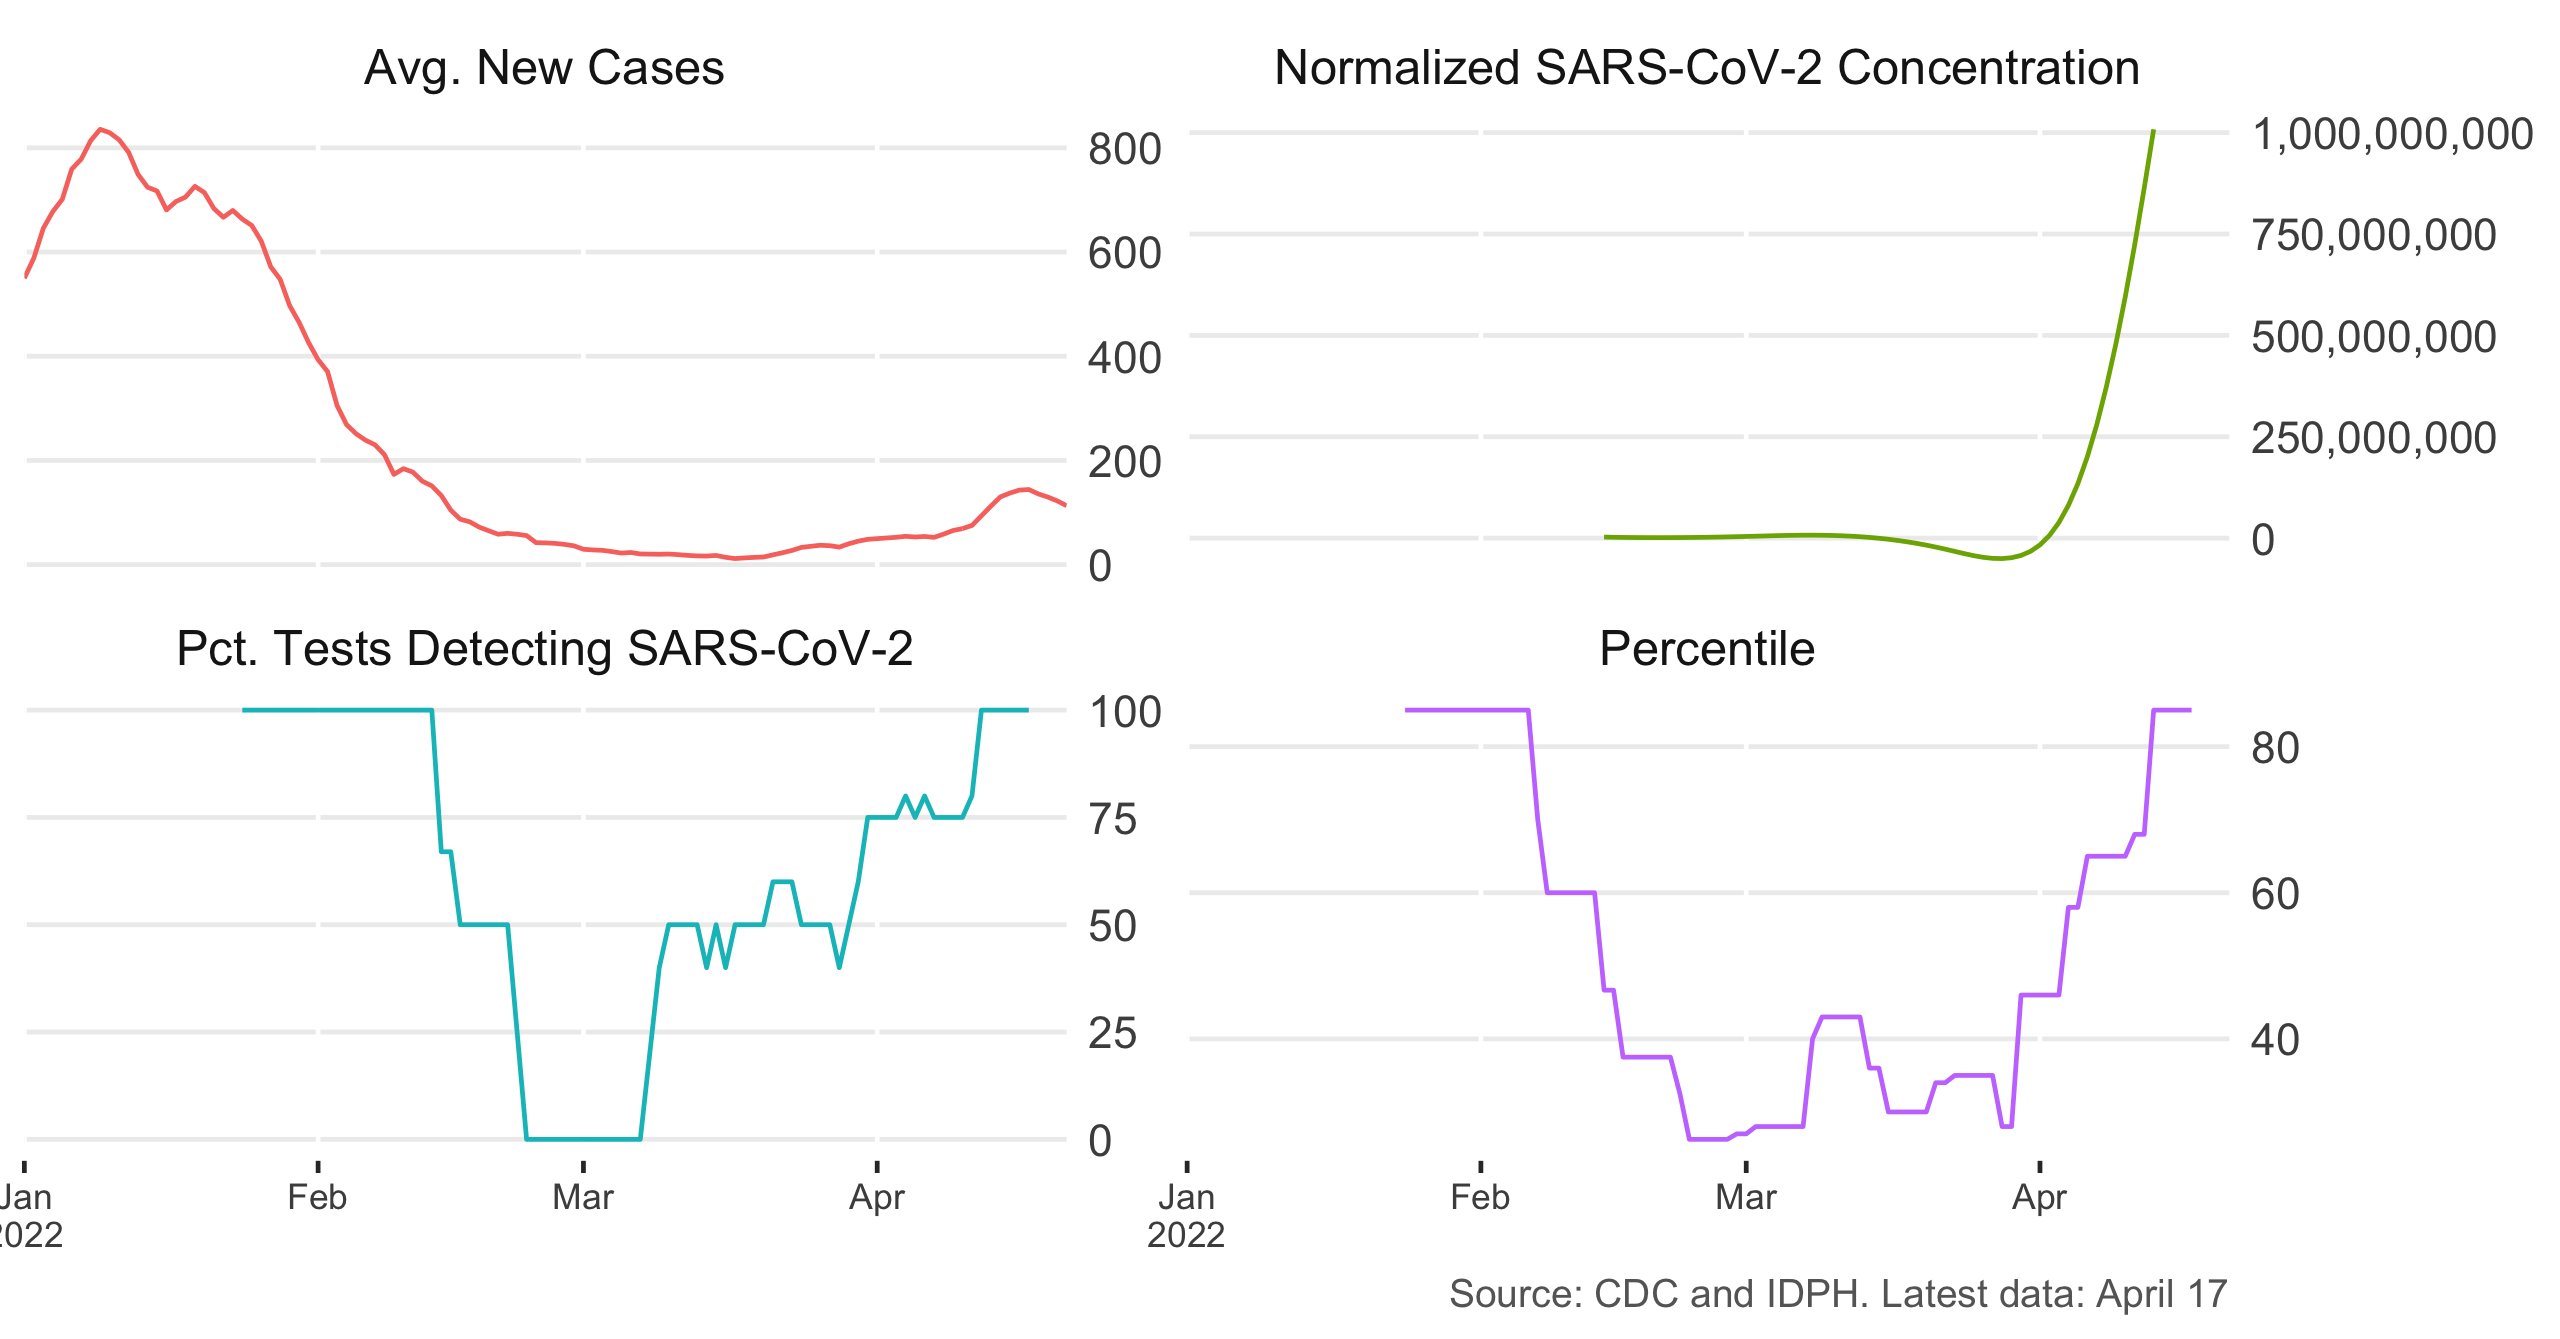 Avg. New Cases
800
600
400
200
0
Normalized SARS-CoV-2 Concentration
1,000,000,000
750,000,000
500,000,000
250,000,000
0
Pct. Tests Detecting SARS-CoV-2
100
75
50
25
0
Jan Feb Mar Apr
2022
Percentile
80
60
40
Jan Feb Mar Apr
2022
Source: CDC and IDPH. Latest data: April 17